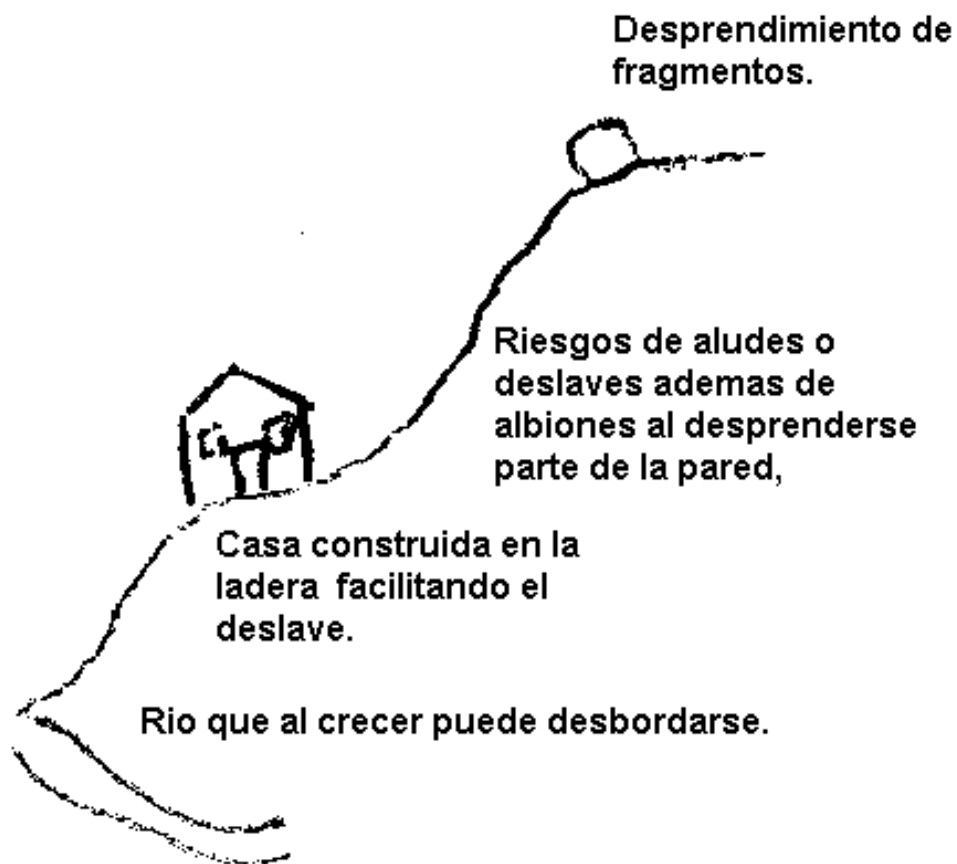 Desprendimiento de
fragmentos.
Riesgos de aludes o
deslaves ademas de
albiones al desprenderse
parte de la pared,
Casa construida en la
ladera facilitando el
deslave.
Rio que al crecer puede desbordarse.